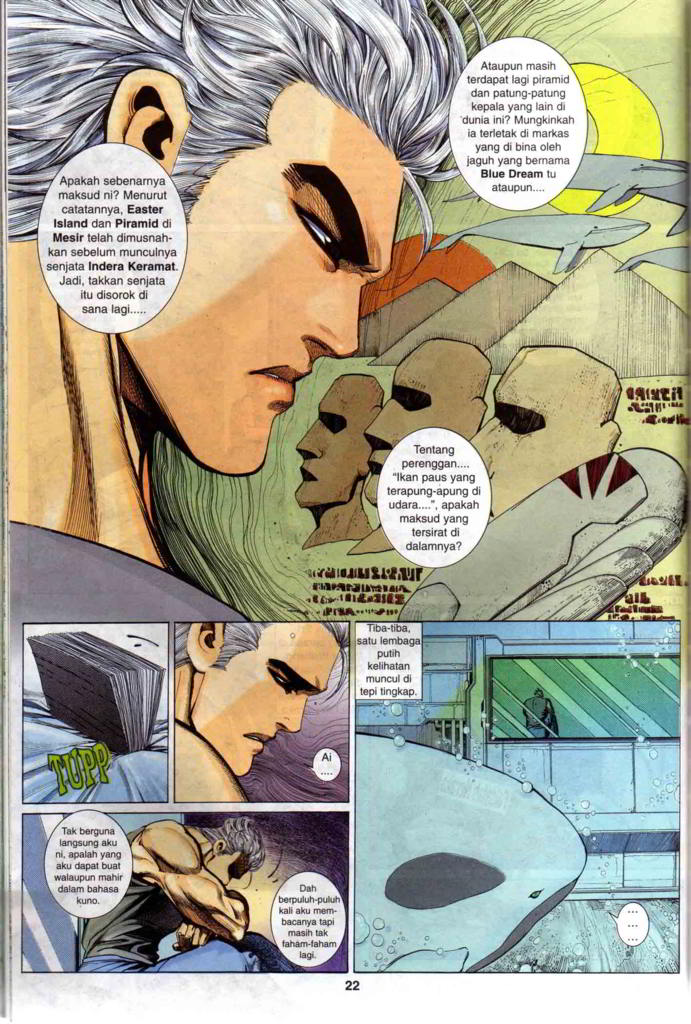 Ataupun masih
terdapat lagi piramid
dan patung-patung
kepala yang lain di
dunia ini? Mungkinkah
ia terletak di markas
yang di bina oleh
jaguh yang bernama
Blue Dream tu
ataupun....
Apakah sebenarnya
maksud ni? Menurut
catatannya, Easter
Island dan Piramid di
Mesir telah dimusnah-
kan sebelum munculnya
senjata Indera Keramat.
Jadi, takkan senjata
itu disorok di
sana lagi.....
Tentang
perenggan....
"Ikan paus yang
terapung-apung di
udara....", apakah
maksud yang
tersirat di
dalamnya?
TUPP
Ai
....
Tiba-tiba,
satu lembaga
putih
kelihatan
muncul di
tepi tingkap.
Tak berguna
langsung aku
ni, apalah yang
aku dapat buat
walaupun mahir
dalam bahasa
kuno.
Dah
berpuluh-puluh
kali aku mem-
bacanya tapi
masih tak
faham-faham
lagi.
...
...
...
22